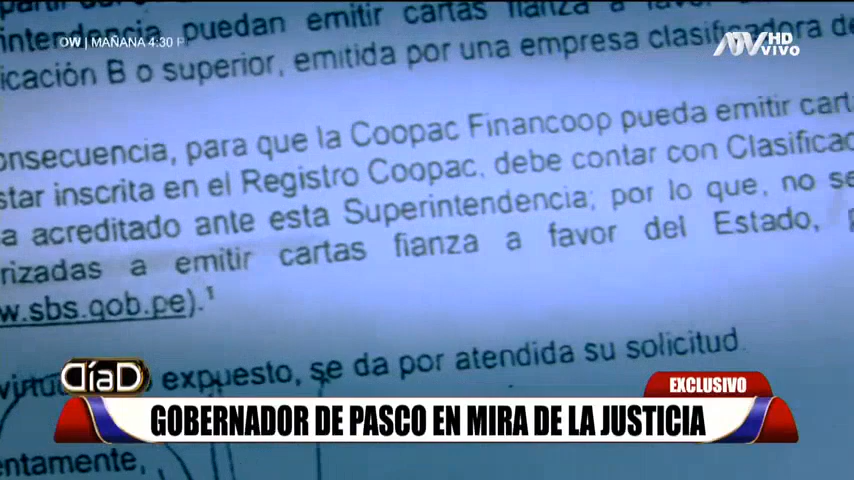 partir
intendencia, puedan emitir cartas fianza a favor
OW | MAÑANA 4:30 P
ATV HD
VIVO
icación B o superior, emitida por una empresa clasificadora de
onsecuencia, para que la Coopac Financoop pueda emitir cart
star inscrita en el Registro Coopac, debe contar con Clasificac
a acreditado ante esta Superintendencia; por lo que, no se
rizadas a emitir cartas fianza a favor del Estado,
w.sbs.gob.pe).¹
expuesto, se da por atendida su solicitud.
DíaD
EXCLUSIVO
GOBERNADOR DE PASCO EN MIRA DE LA JUSTICIA
entamente,